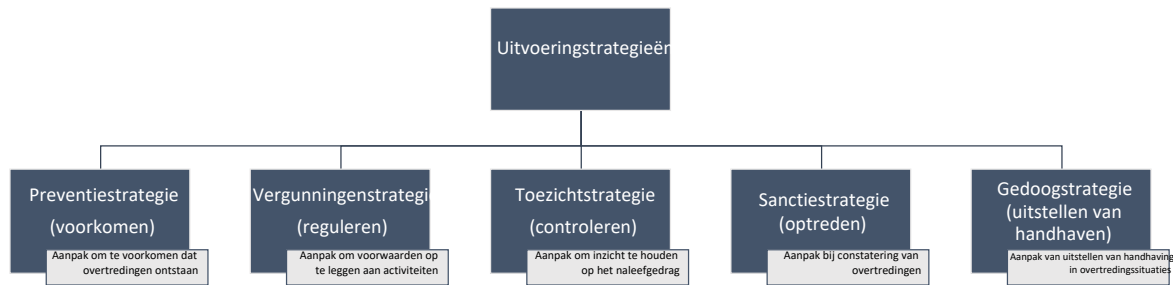 Uitvoeringstrategieën
Preventiestrategie
(voorkomen)
Aanpak om te voorkomen dat
overtredingen ontstaan
Vergunningenstrategie
(reguleren)
Aanpak om voorwaarden op
te leggen aan activiteiten
Toezichtstrategie
(controleren)
Aanpak om inzicht te houden
op het naleefgedrag
Sanctiestrategie
(optreden)
Aanpak bij constatering van
overtredingen
Gedoogstrategie
(uitstellen van
handhaven)
Aanpak van uitstellen van handhaving
in overtredingssituaties